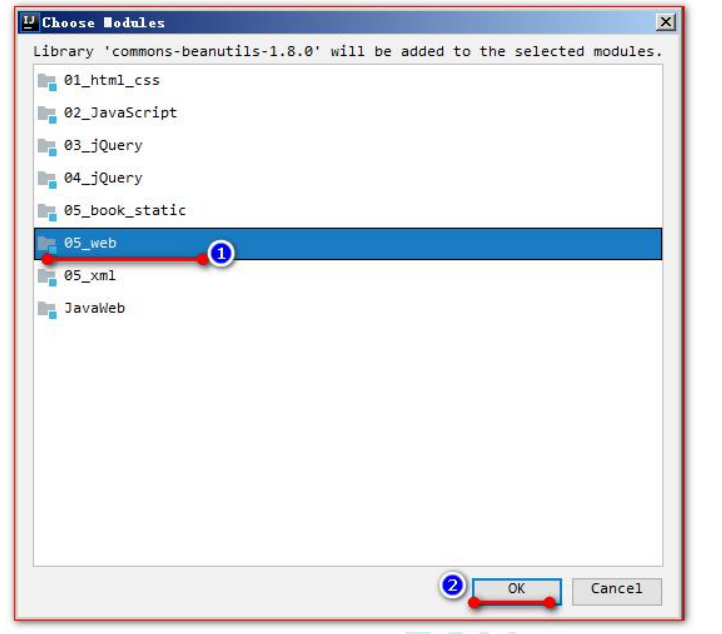 Choose Modules
Library 'commons-beanutils-1.8.0' will be added to the selected modules.
01_html_css
02_JavaScript
03_jQuery
04_jQuery
05_book_static
05_web
1
05_xml
JavaWeb
2
OK
Cancel